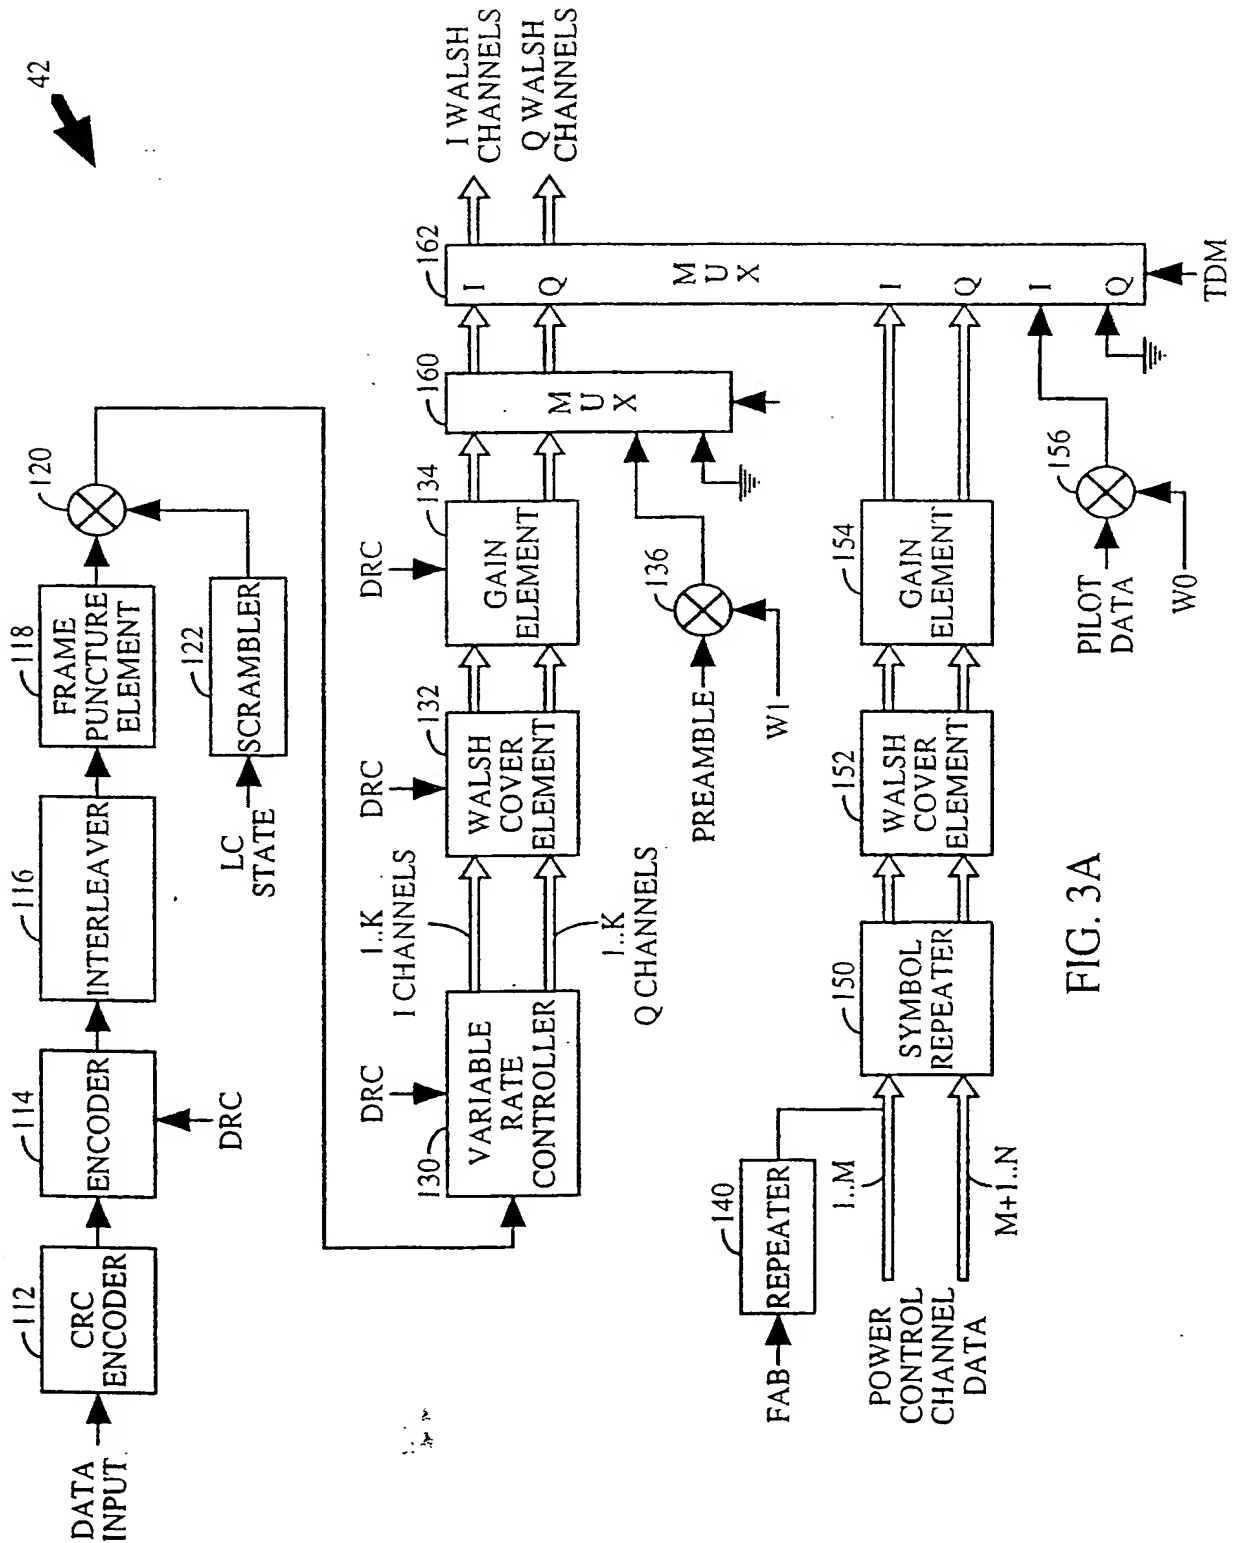 42
112
CRC
ENCODER
114
ENCODER
116
INTERLEAVER
118
FRAME
PUNCTURE
ELEMENT
120
DATA
INPUT
DRC
LC
STATE
122
SCRAMBLER
DRC
DRC
DRC
130
VARIABLE
RATE
CONTROLLER
1..K
I CHANNELS
1..K
Q CHANNELS
132
WALSH
COVER
ELEMENT
134
GAIN
ELEMENT
160
MUX
162
I
Q
MUX
I
Q
I
Q
I WALSH
CHANNELS
Q WALSH
CHANNELS
PREAMBLE
136
W1
TDM
140
REPEATER
FAB
1..M
M+1..N
POWER
CONTROL
CHANNEL
DATA
150
SYMBOL
REPEATER
152
WALSH
COVER
ELEMENT
154
GAIN
ELEMENT
156
PILOT
DATA
W0
FIG. 3A